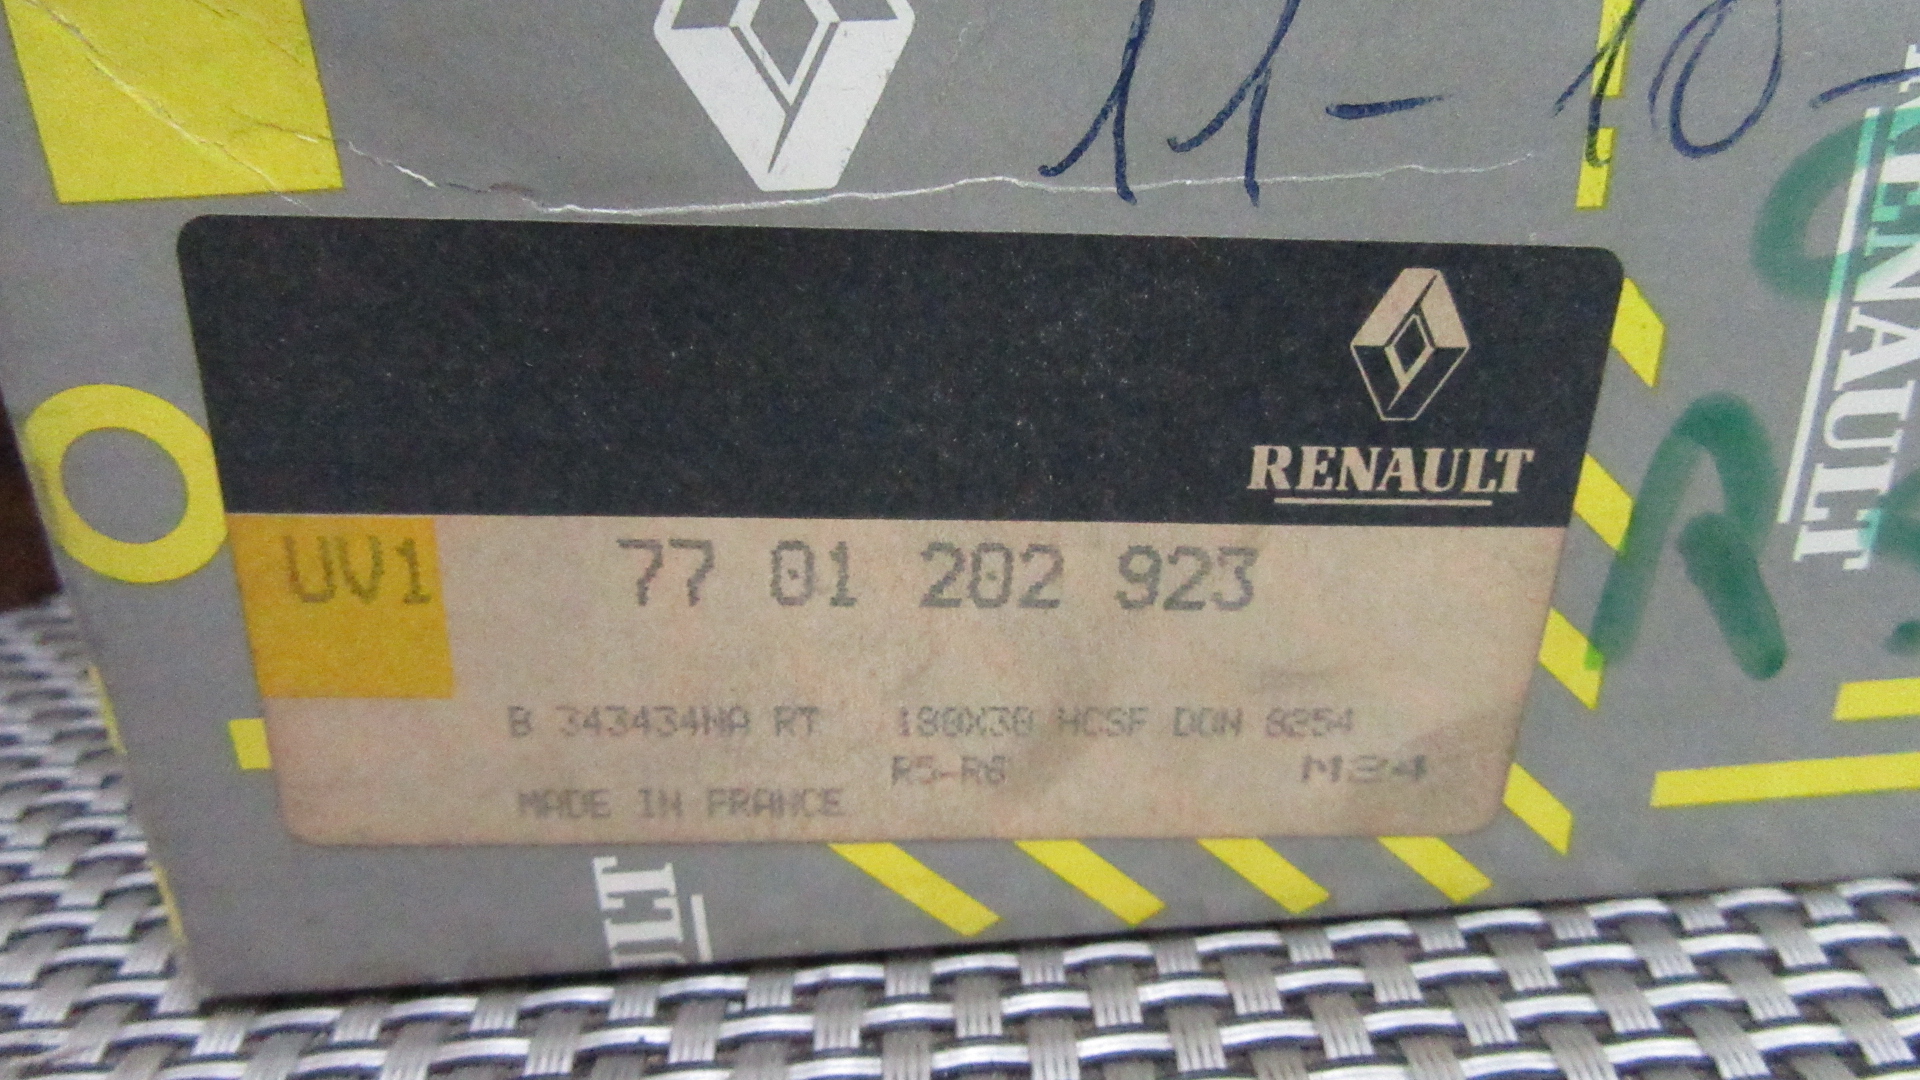 11-10-
RENAULT
RENAULT
UV1 77 01 202 923
B 343434NA RT 180X30 HCSF DON 8254
R5-R6 M34
MADE IN FRANCE